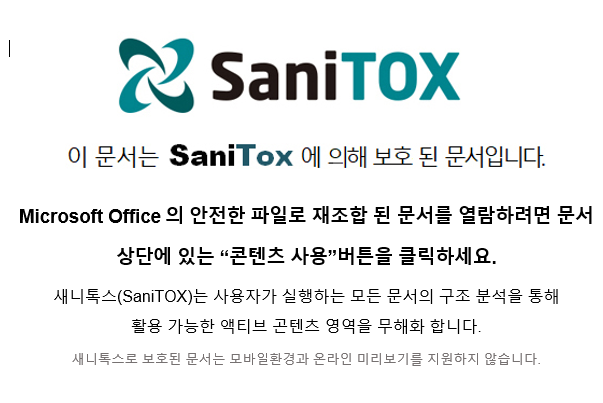 SaniTOX
이 문서는 SaniTox 에 의해 보호 된 문서입니다.
Microsoft Office 의 안전한 파일로 재조합 된 문서를 열람하려면 문서
상단에 있는 “콘텐츠 사용”버튼을 클릭하세요.
새니톡스(SaniTOX)는 사용자가 실행하는 모든 문서의 구조 분석을 통해
활용 가능한 액티브 콘텐츠 영역을 무해화 합니다.
새니톡스로 보호된 문서는 모바일환경과 온라인 미리보기를 지원하지 않습니다.